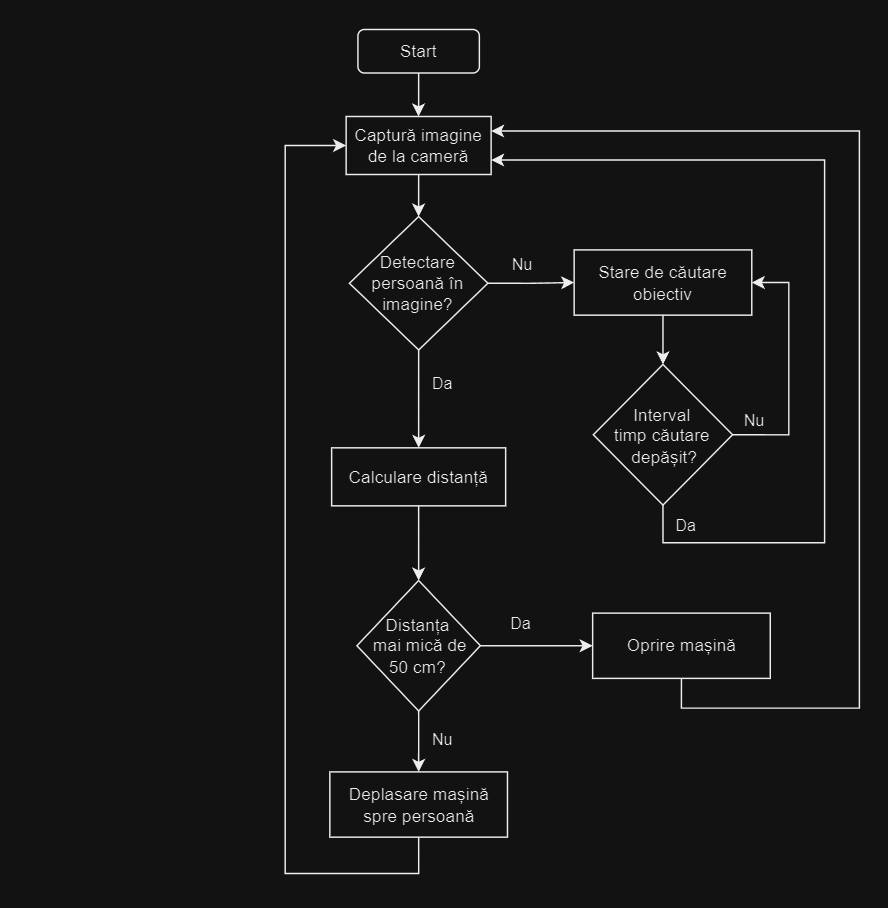 Start
Captură imagine
de la cameră
Detectare
persoană în
imagine?
Nu
Stare de căutare
obiectiv
Da
Interval
timp căutare
depășit?
Nu
Da
Calculare distanță
Distanța
mai mică de
50 cm?
Da
Oprire mașină
Nu
Deplasare mașină
spre persoană